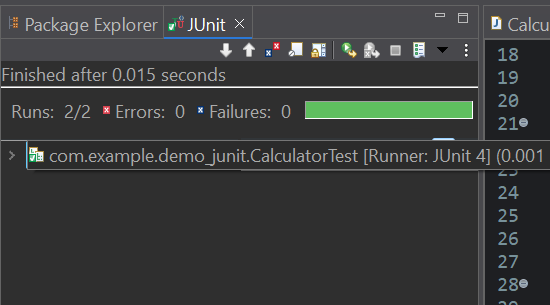 Package Explorer JUnit Calcu
Finished after 0.015 seconds
Runs: 2/2 Errors: 0 Failures: 0
com.example.demo_junit.CalculatorTest [Runner: JUnit 4] (0.001
18
19
20
21
24
25
26
27
28